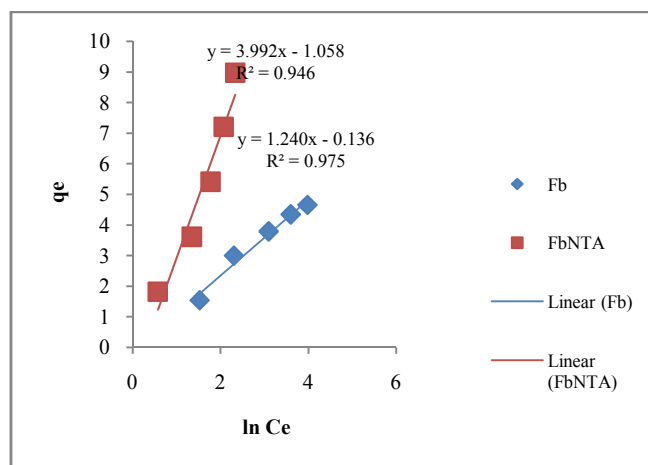 10
9
8
7
6
5
4
3
2
1
0
qe
y = 3.992x - 1.058
R² = 0.946
y = 1.240x - 0.136
R² = 0.975
0 2 4 6
ln Ce
Fb
FbNTA
Linear (Fb)
Linear
(FbNTA)